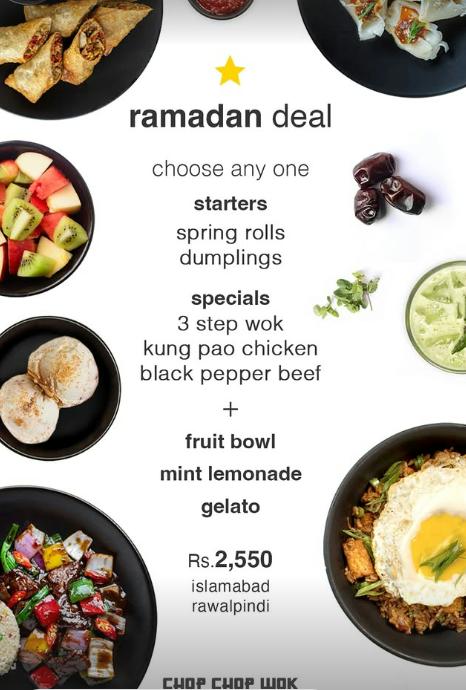 ramadan deal
choose any one
starters
spring rolls
dumplings
specials
3 step wok
kung pao chicken
black pepper beef
+
fruit bowl
mint lemonade
gelato
Rs.2,550
islamabad
rawalpindi
CHOP CHOP WOK